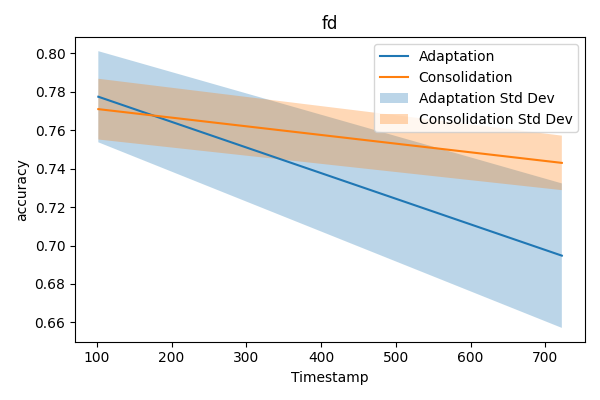 fd
Adaptation
Consolidation
Adaptation Std Dev
Consolidation Std Dev
accuracy
0.80
0.78
0.76
0.74
0.72
0.70
0.68
0.66
100 200 300 400 500 600 700
Timestamp